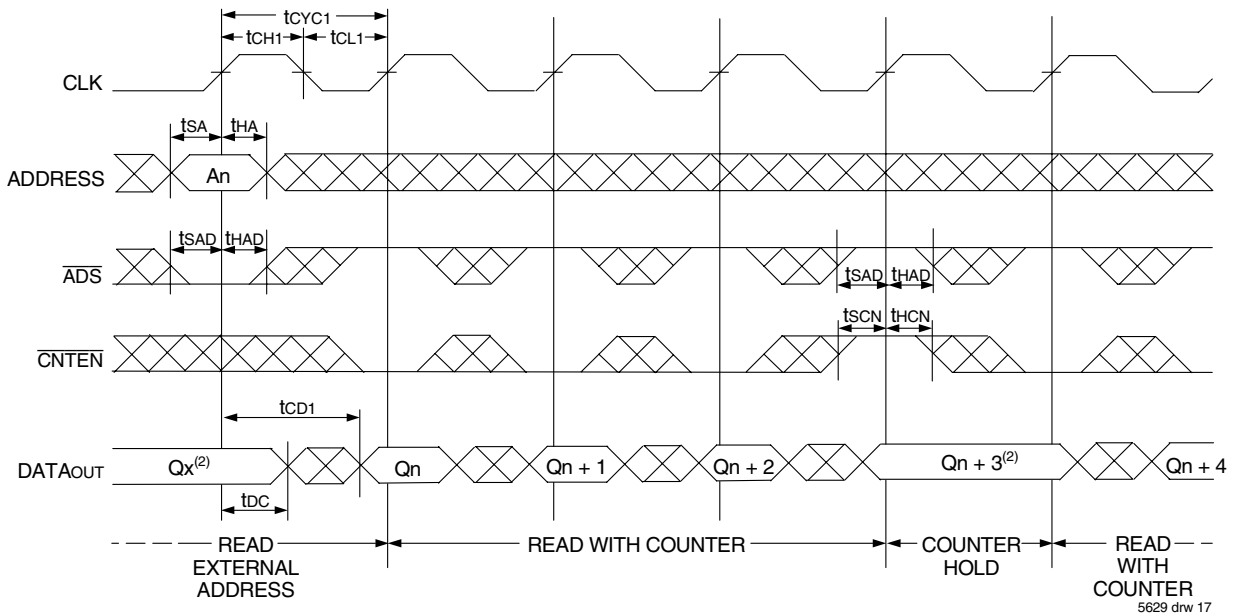 tCYC1
tCH1 tCL1
CLK
tSA tHA
ADDRESS An
tSAD tHAD
ADS
tSAD tHAD
tSCN tHCN
CNTEN
tCD1
DATAOUT Qx(2) Qn Qn + 1 Qn + 2 Qn + 3(2) Qn + 4
tDC
READ EXTERNAL ADDRESS
READ WITH COUNTER
COUNTER HOLD
READ WITH COUNTER
5629 drw 17